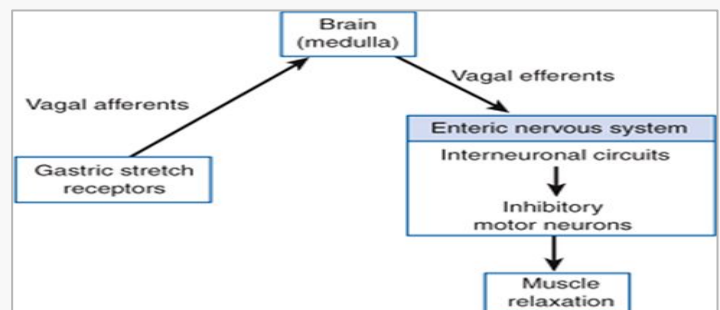 Brain
(medulla)
Vagal efferents
Vagal afferents
Enteric nervous system
Interneuronal circuits
Gastric stretch
receptors
Inhibitory
motor neurons
Muscle
relaxation